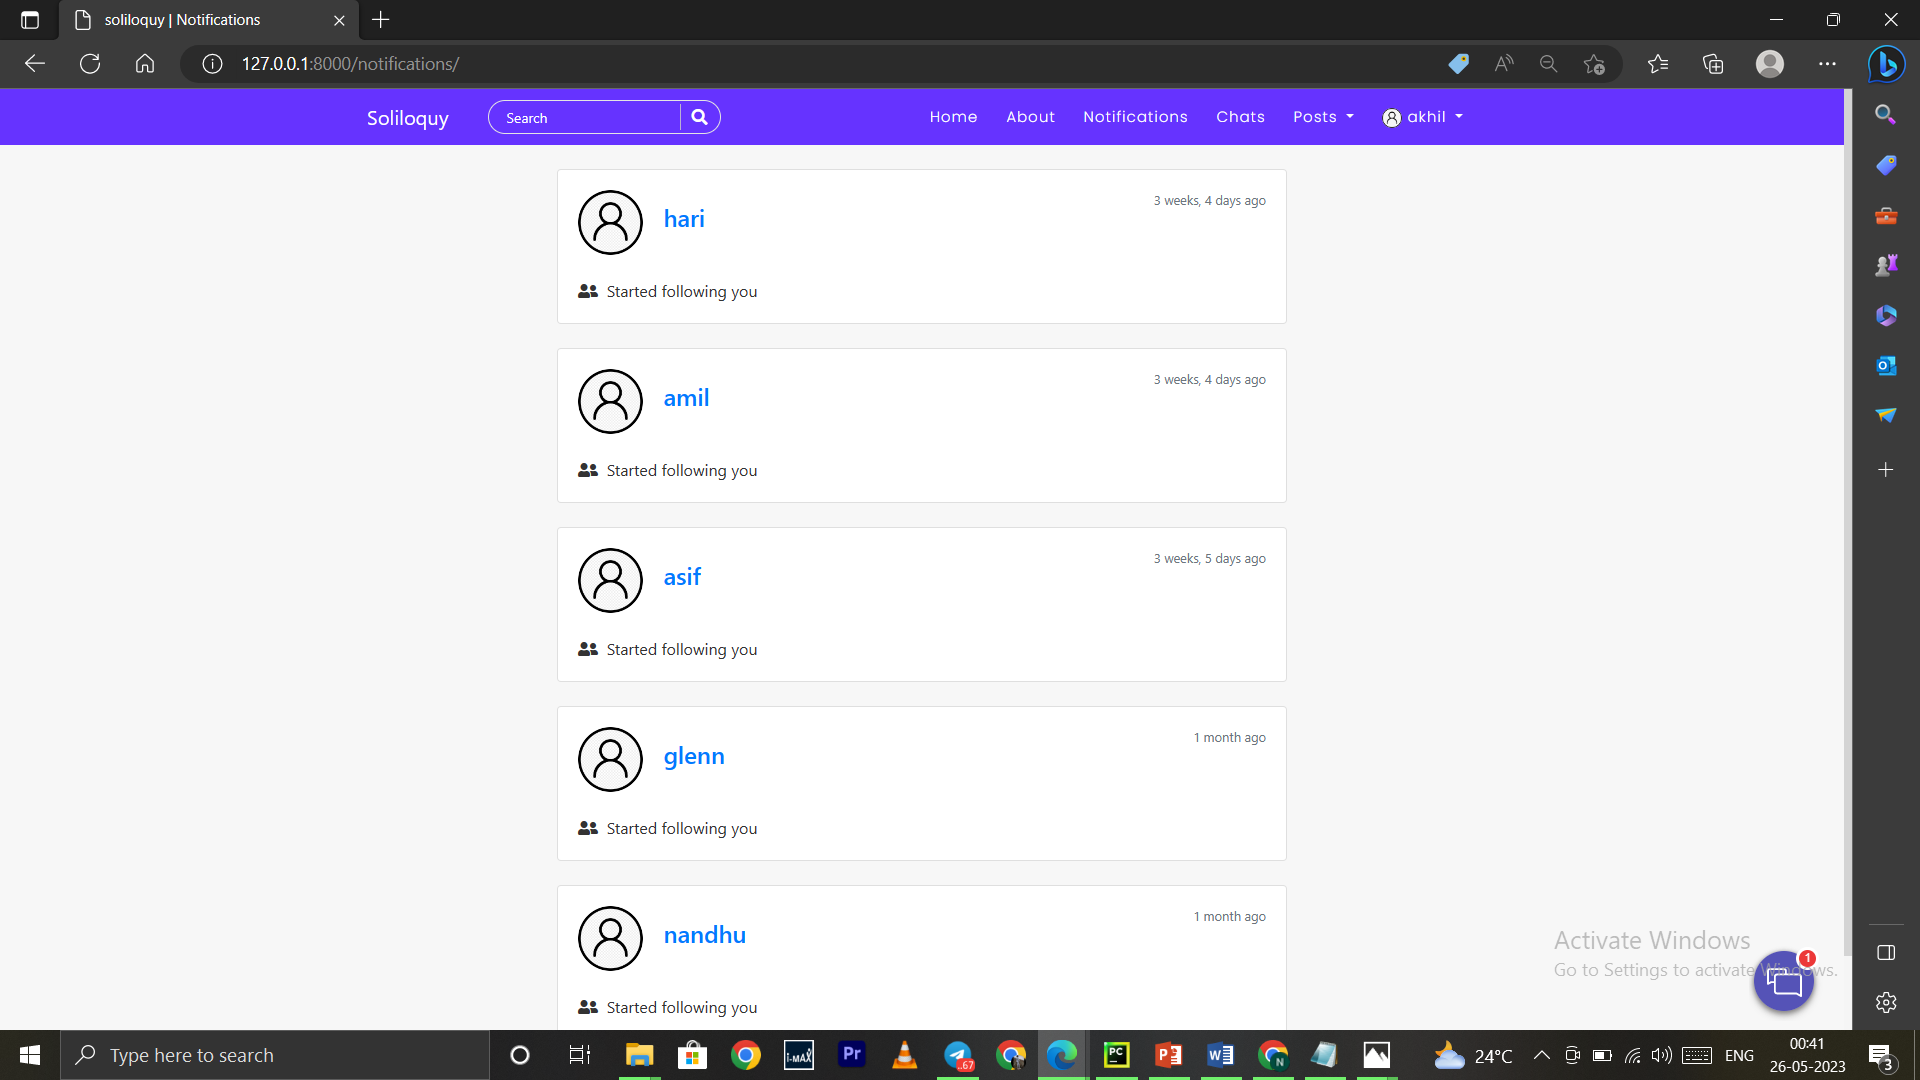 soliloquy | Notifications
127.0.0.1:8000/notifications/
Soliloquy
Search
Home About Notifications Chats Posts akhil
hari
3 weeks, 4 days ago
Started following you
amil
3 weeks, 4 days ago
Started following you
asif
3 weeks, 5 days ago
Started following you
glenn
1 month ago
Started following you
nandhu
1 month ago
Started following you
Activate Windows
Go to Settings to activate Windows.
1
Type here to search
i-MAX
Pr
..67
PC
P
W
N
24°C
ENG
00:41
26-05-2023
3